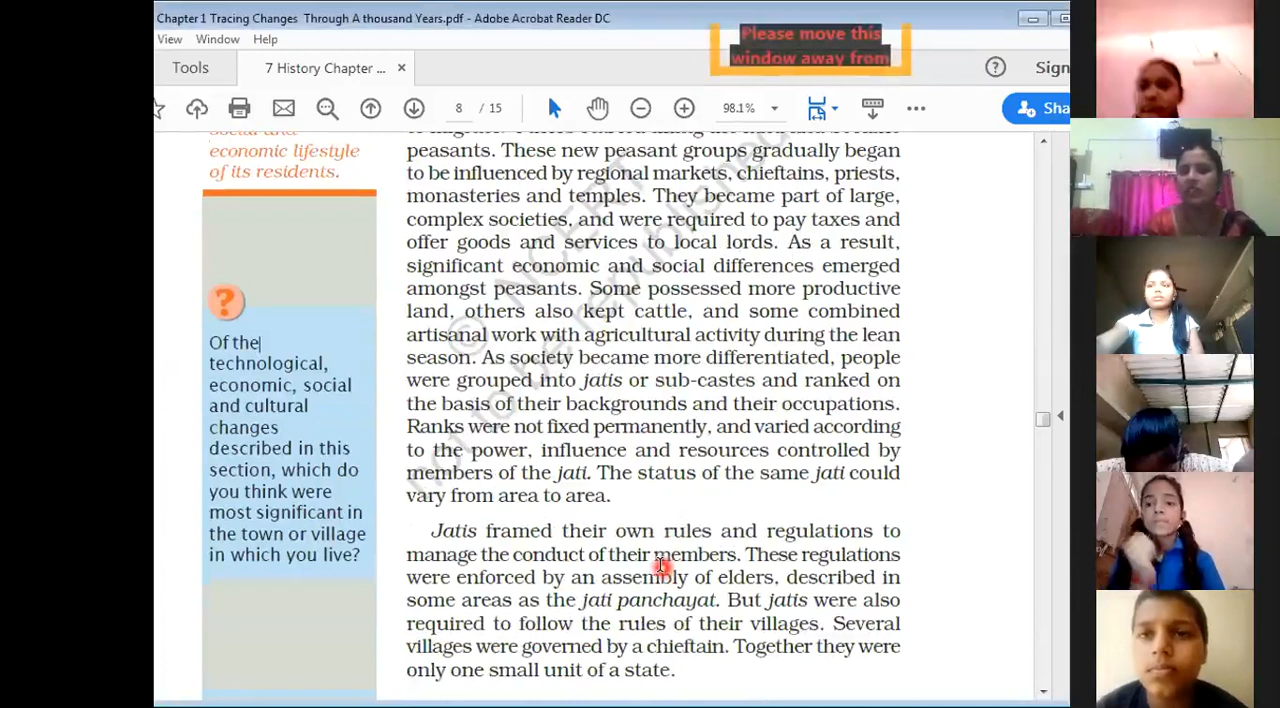 Chapter 1 Tracing Changes Through A thousand Years.pdf - Adobe Acrobat Reader DC
View Window Help
Please move this
window away from
Tools
7 History Chapter ... ×
Sign
8 / 15
98.1%
Sha
social and
economic lifestyle
of its residents.
?
Of the
technological,
economic, social
and cultural
changes
described in this
section, which do
you think were
most significant in
the town or village
in which you live?
peasants. These new peasant groups gradually began
to be influenced by regional markets, chieftains, priests,
monasteries and temples. They became part of large,
complex societies, and were required to pay taxes and
offer goods and services to local lords. As a result,
significant economic and social differences emerged
amongst peasants. Some possessed more productive
land, others also kept cattle, and some combined
artisanal work with agricultural activity during the lean
season. As society became more differentiated, people
were grouped into jatis or sub-castes and ranked on
the basis of their backgrounds and their occupations.
Ranks were not fixed permanently, and varied according
to the power, influence and resources controlled by
members of the jati. The status of the same jati could
vary from area to area.
Jatis framed their own rules and regulations to
manage the conduct of their members. These regulations
were enforced by an assembly of elders, described in
some areas as the jati panchayat. But jatis were also
required to follow the rules of their villages. Several
villages were governed by a chieftain. Together they were
only one small unit of a state.
© NCERT
not to be republished